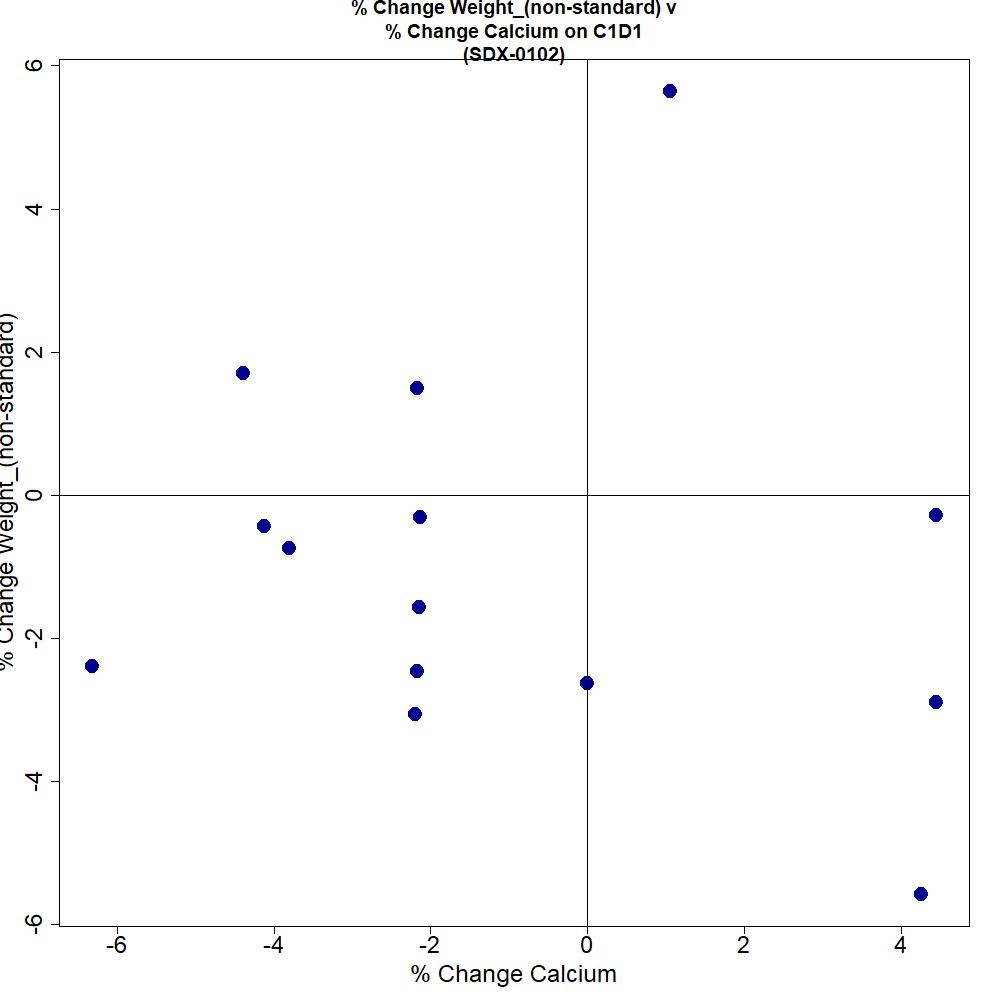 % Change Weight_(non-standard) v
% Change Calcium on C1D1
(SDX-0102)
% Change Weight_(non-standard)
6
4
2
0
-2
-4
-6
-6
-4
-2
0
2
4
% Change Calcium